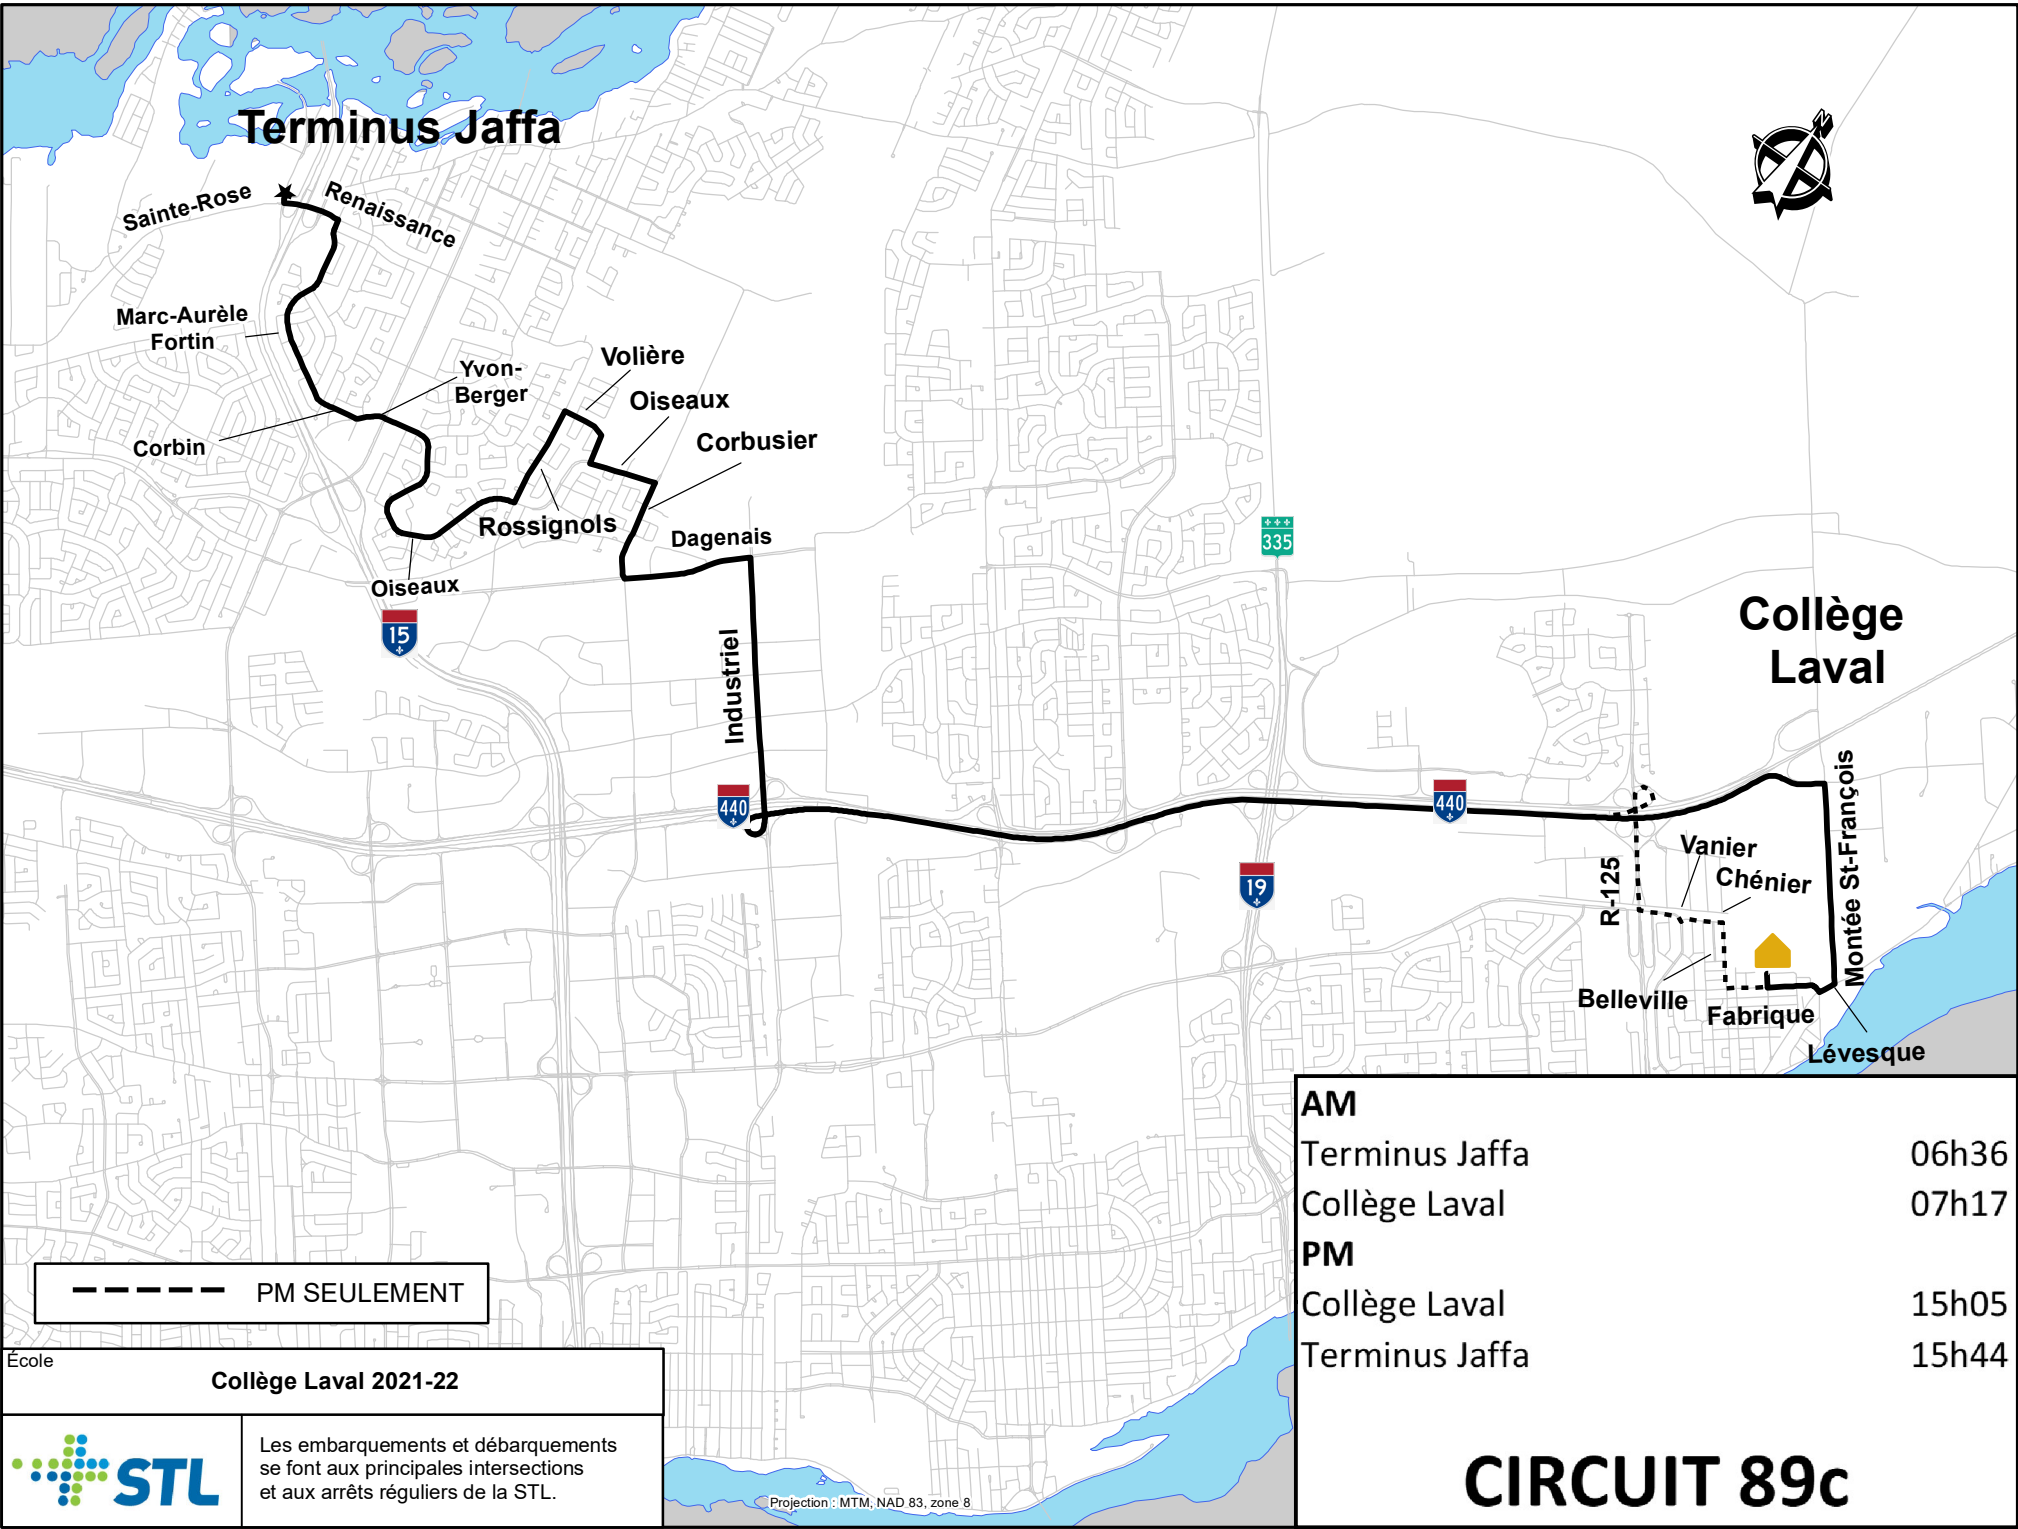 Terminus Jaffa
Sainte-Rose
Renaissance
Marc-Aurèle
Fortin
Yvon-
Berger
Volière
Oiseaux
Corbusier
Corbin
Rossignols
Dagenais
Oiseaux
15
335
Industriel
Collège
Laval
440
440
19
R-125
Vanier
Chénier
Montée St-François
Belleville
Fabrique
Lévesque
N
AM
Terminus Jaffa 06h36
Collège Laval 07h17
PM
Collège Laval 15h05
Terminus Jaffa 15h44
CIRCUIT 89c
PM SEULEMENT
École
Collège Laval 2021-22
STL
Les embarquements et débarquements
se font aux principales intersections
et aux arrêts réguliers de la STL.
Projection : MTM, NAD 83, zone 8